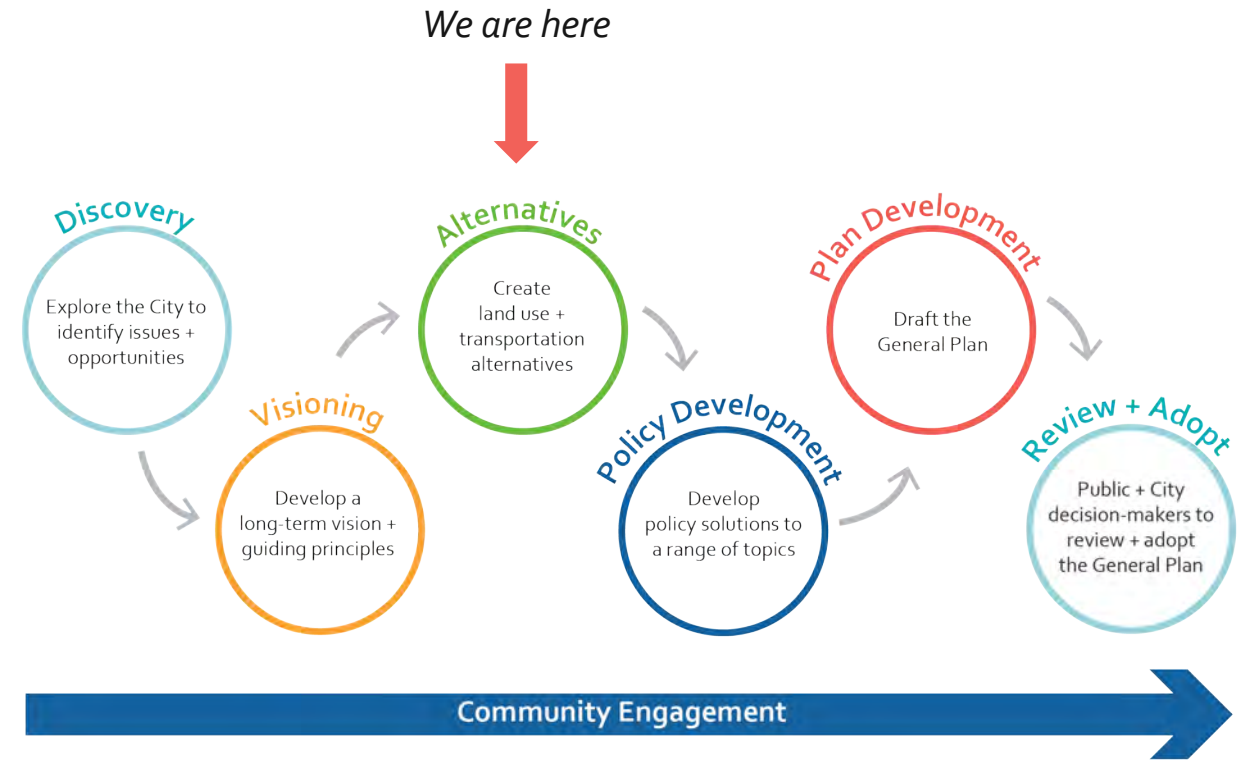 We are here
Discovery
Explore the City to
identify issues +
opportunities
Visioning
Develop a
long-term vision +
guiding principles
Alternatives
Create
land use +
transportation
alternatives
Policy Development
Develop
policy solutions to
a range of topics
Plan Development
Draft the
General Plan
Review + Adopt
Public + City
decision-makers to
review + adopt
the General Plan
Community Engagement